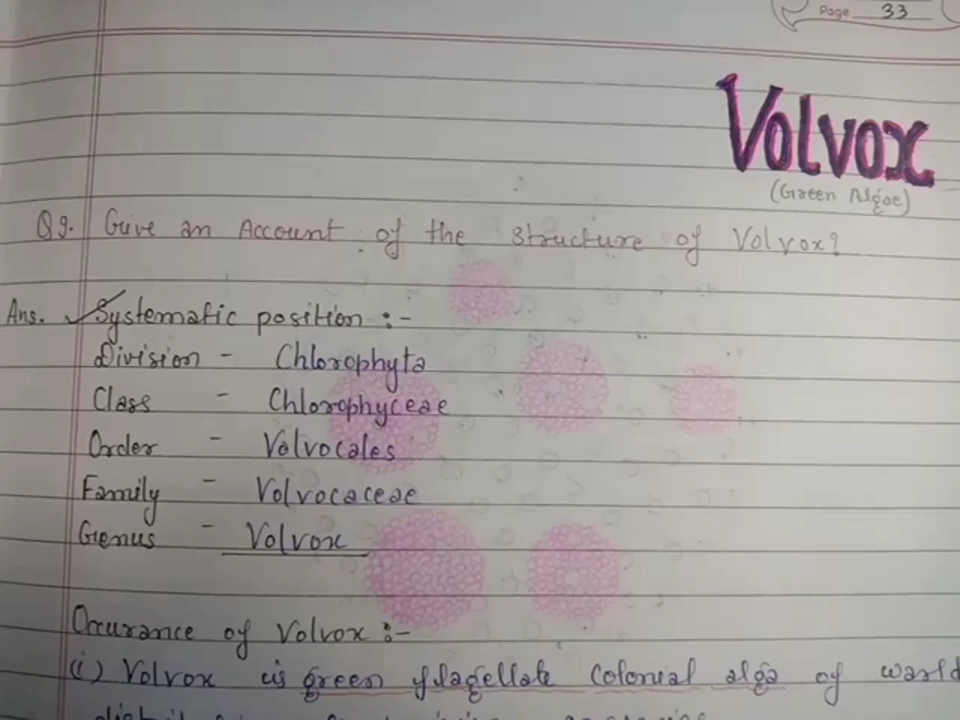 Page 33
Volvox
(Green Algae)
Q9. Give an Account of the structure of Volvox?
Ans. Systematic position :-
Division - Chlorophyta
Class - Chlorophyceae
Order - Volvocales
Family - Volvocaceae
Genus - Volvox
Occurance of Volvox :-
(i) Volvox is green flagellate colonial alga of world